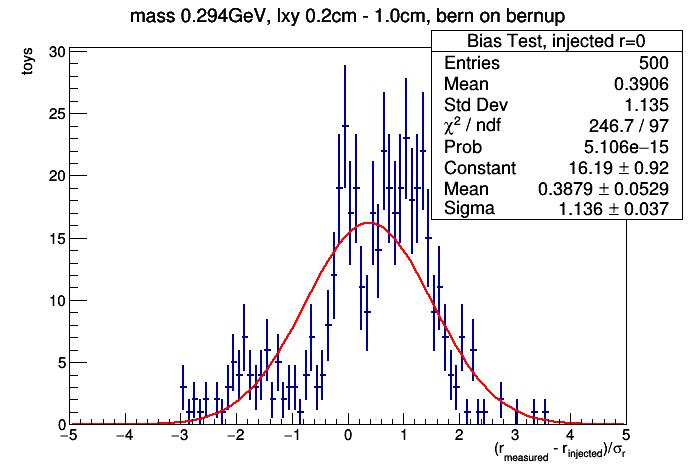 mass 0.294GeV, lxy 0.2cm - 1.0cm, bern on bernup
Bias Test, injected r=0
Entries 500
Mean 0.3906
Std Dev 1.135
χ² / ndf 246.7 / 97
Prob 5.106e−15
Constant 16.19 ± 0.92
Mean 0.3879 ± 0.0529
Sigma 1.136 ± 0.037
toys
30
25
20
15
10
5
0
−5 −4 −3 −2 −1 0 1 2 3 4 5
(r_measured - r_injected)/σ_r